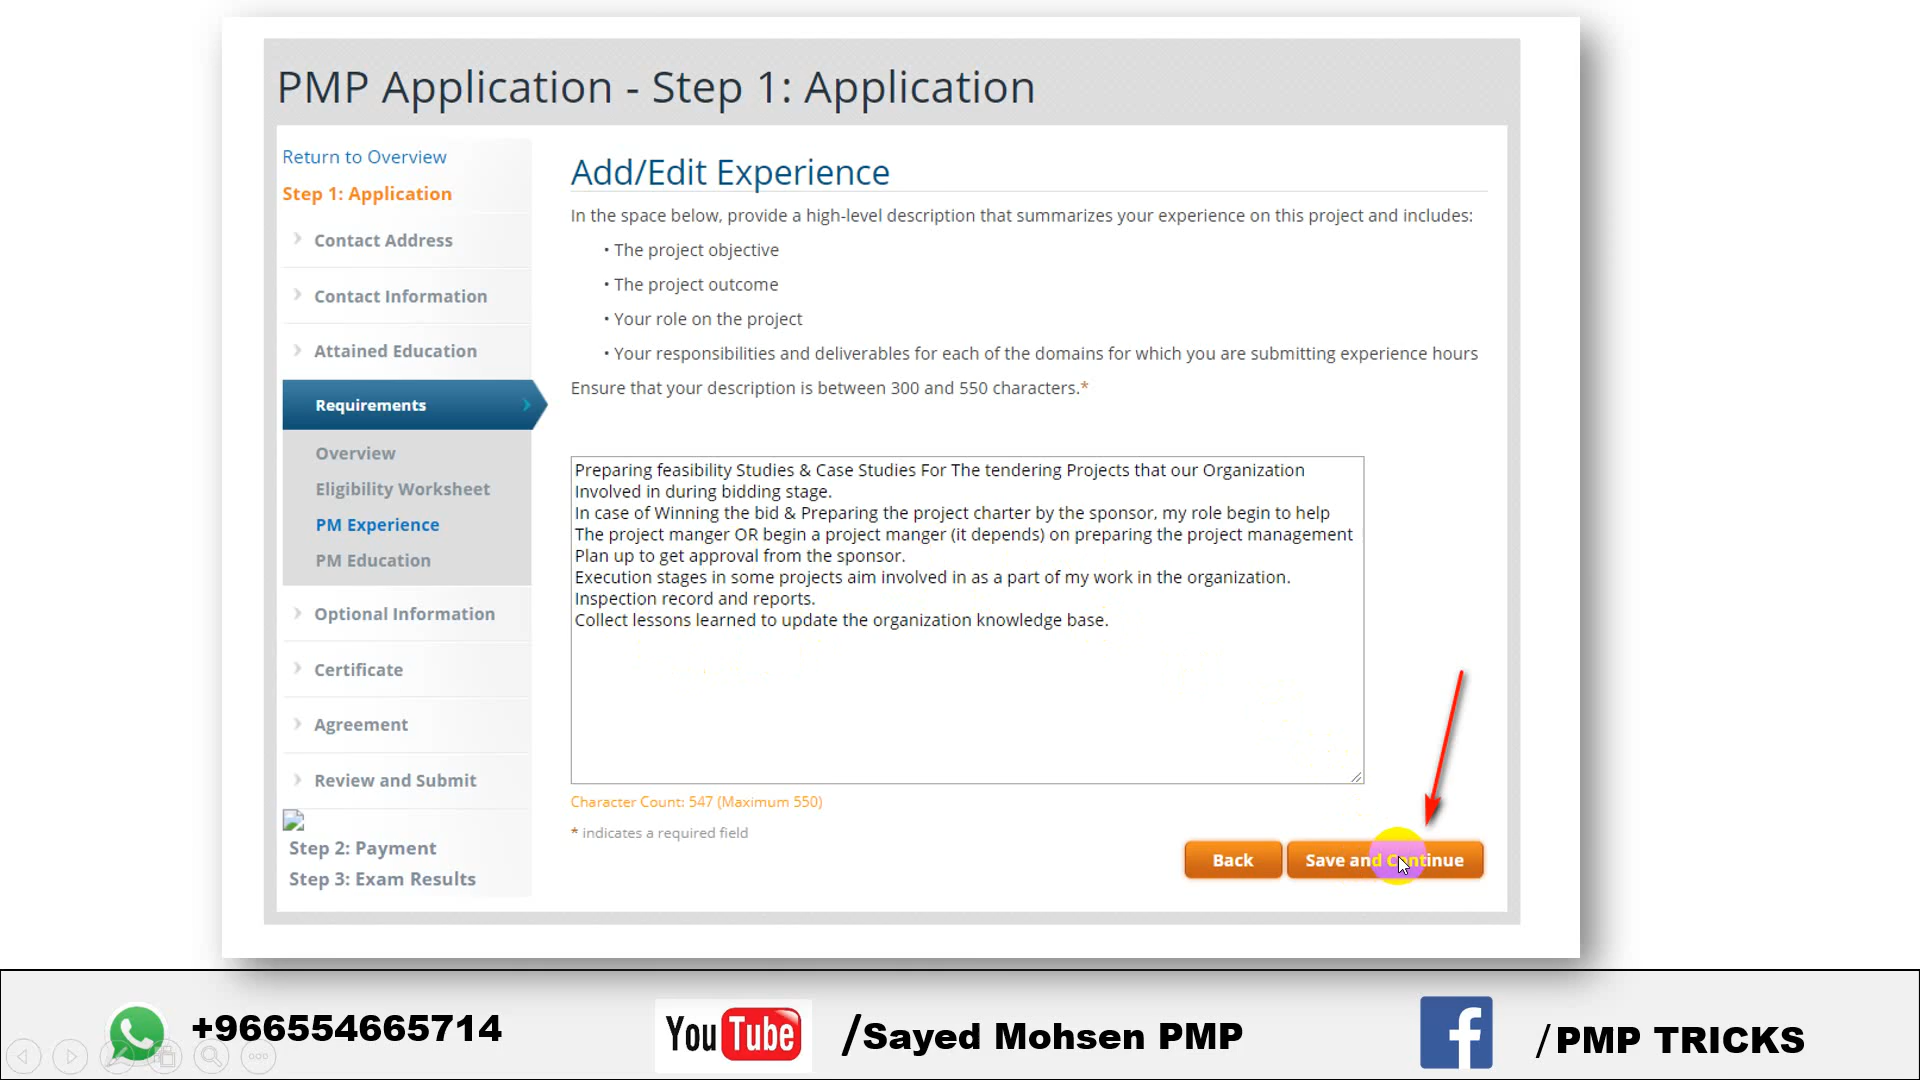 PMP Application - Step 1: Application
Return to Overview
Step 1: Application
Contact Address
Contact Information
Attained Education
Requirements
Overview
Eligibility Worksheet
PM Experience
PM Education
Optional Information
Certificate
Agreement
Review and Submit
Step 2: Payment
Step 3: Exam Results
Add/Edit Experience
In the space below, provide a high-level description that summarizes your experience on this project and includes:
• The project objective
• The project outcome
• Your role on the project
• Your responsibilities and deliverables for each of the domains for which you are submitting experience hours
Ensure that your description is between 300 and 550 characters.*
Preparing feasibility Studies & Case Studies For The tendering Projects that our Organization
Involved in during bidding stage.
In case of Winning the bid & Preparing the project charter by the sponsor, my role begin to help
The project manger OR begin a project manger (it depends) on preparing the project management
Plan up to get approval from the sponsor.
Execution stages in some projects aim involved in as a part of my work in the organization.
Inspection record and reports.
Collect lessons learned to update the organization knowledge base.
Character Count: 547 (Maximum 550)
* indicates a required field
Back
Save and Continue
+966554665714
YouTube
/Sayed Mohsen PMP
f
/PMP TRICKS